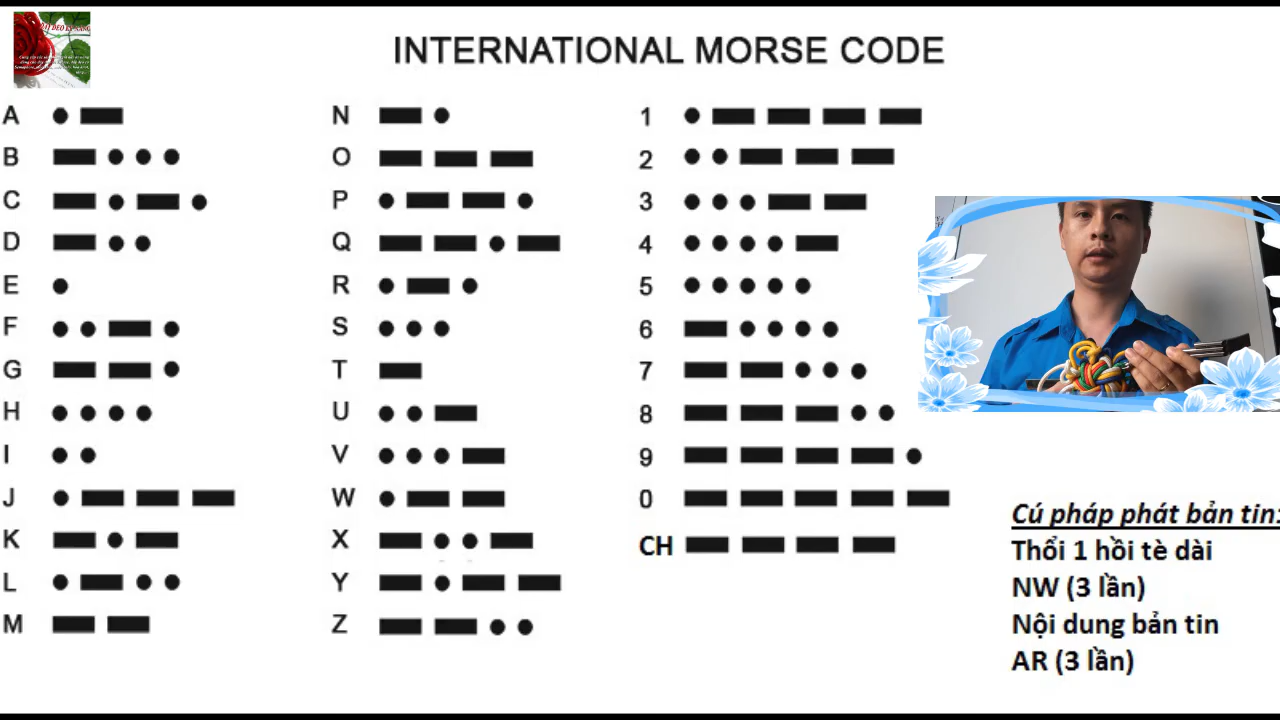 INTERNATIONAL MORSE CODE
A
B
C
D
E
F
G
H
I
J
K
L
M
N
O
P
Q
R
S
T
U
V
W
X
Y
Z
1
2
3
4
5
6
7
8
9
0
CH
Cú pháp phát bản tin:
Thổi 1 hồi tè dài
NW (3 lần)
Nội dung bản tin
AR (3 lần)